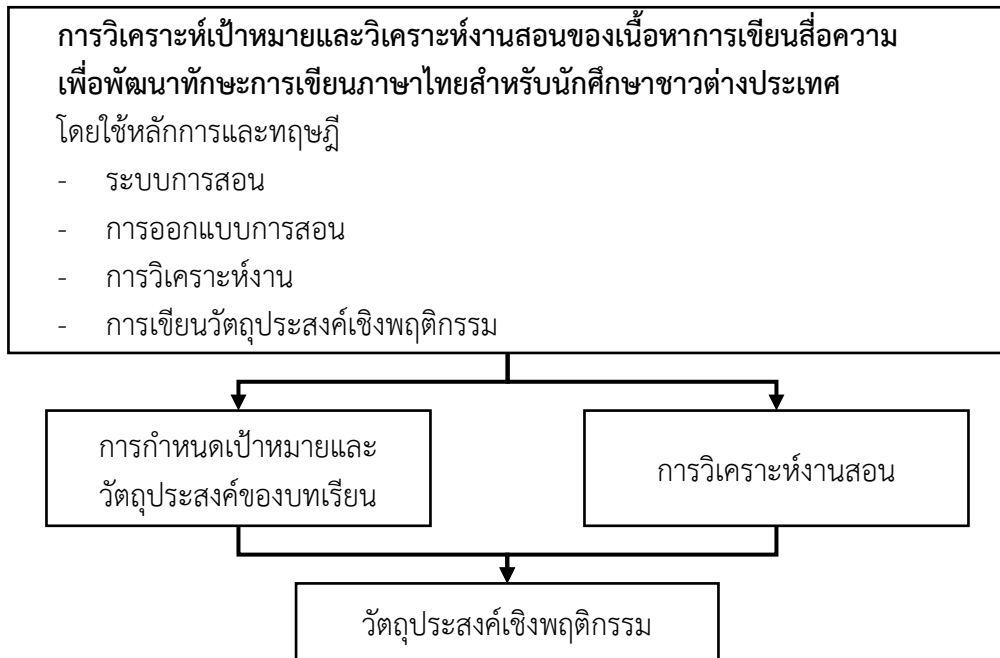 การวิเคราะห์เป้าหมายและวิเคราะห์งานสอนของเนื้อหาการเขียนสื่อความ
เพื่อพัฒนาทักษะการเขียนภาษาไทยสำหรับนักศึกษาชาวต่างประเทศ
โดยใช้หลักการและทฤษฎี
- ระบบการสอน
- การออกแบบการสอน
- การวิเคราะห์งาน
- การเขียนวัตถุประสงค์เชิงพฤติกรรม
การกำหนดเป้าหมายและ
วัตถุประสงค์ของบทเรียน
การวิเคราะห์งานสอน
วัตถุประสงค์เชิงพฤติกรรม